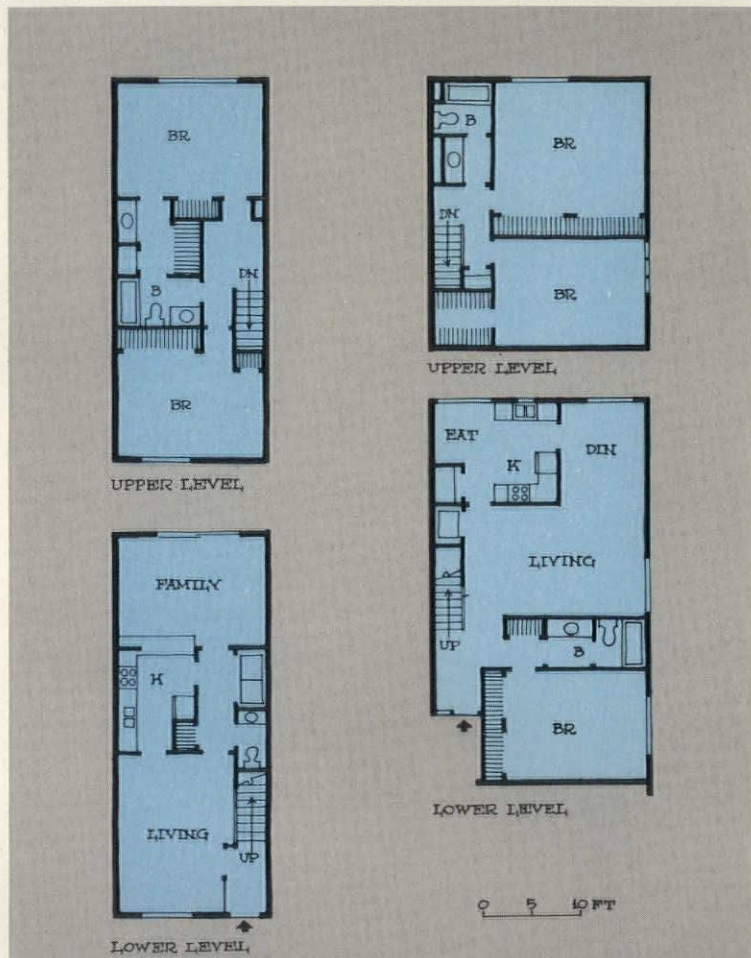 BR
B
DN
BR
UPPER LEVEL
FAMILY
K
LIVING
UP
LOWER LEVEL
B
BR
DN
BR
UPPER LEVEL
EAT
K
DIN
LIVING
UP
B
BR
LOWER LEVEL
0 5 10 FT